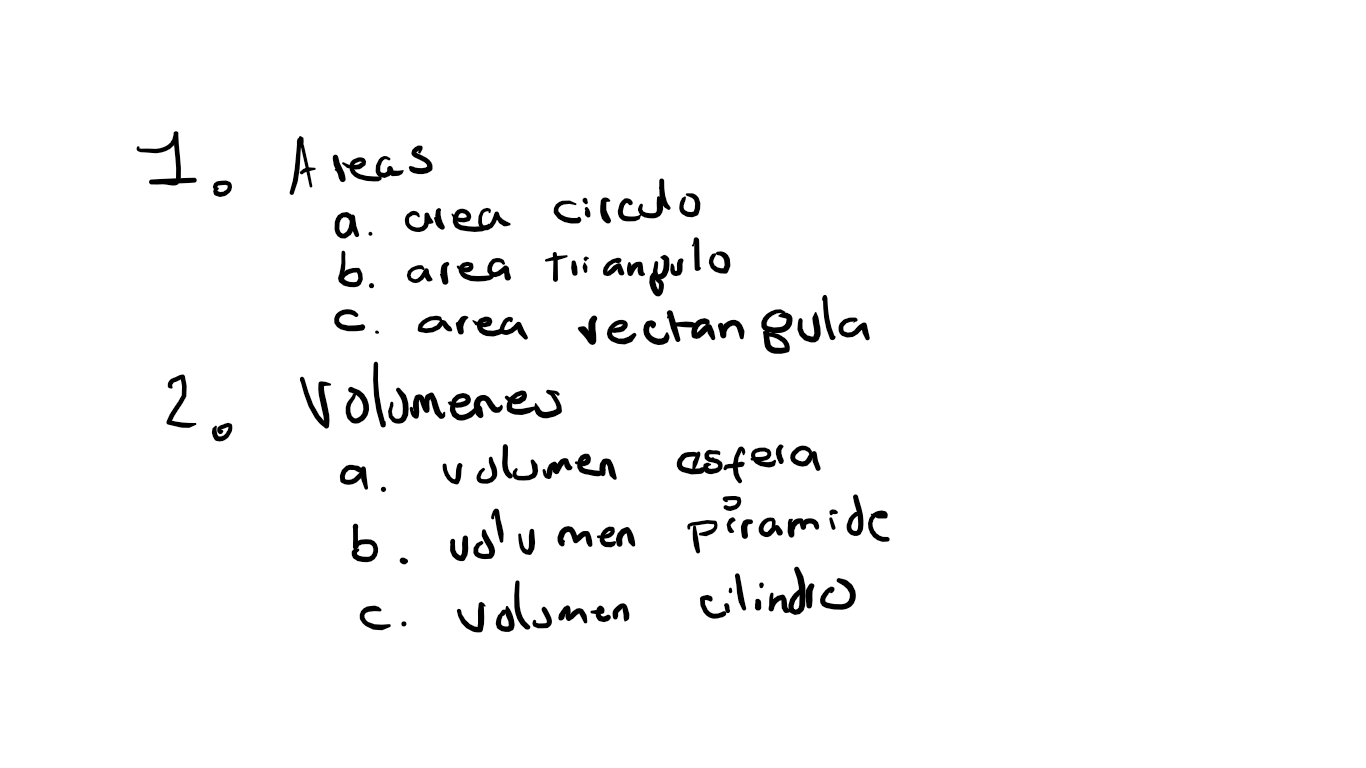 1. Areas
a. area circulo
b. area triangulo
c. area rectangula
2. Volumenes
a. volumen esfera
b. volumen piramide
c. volumen cilindro